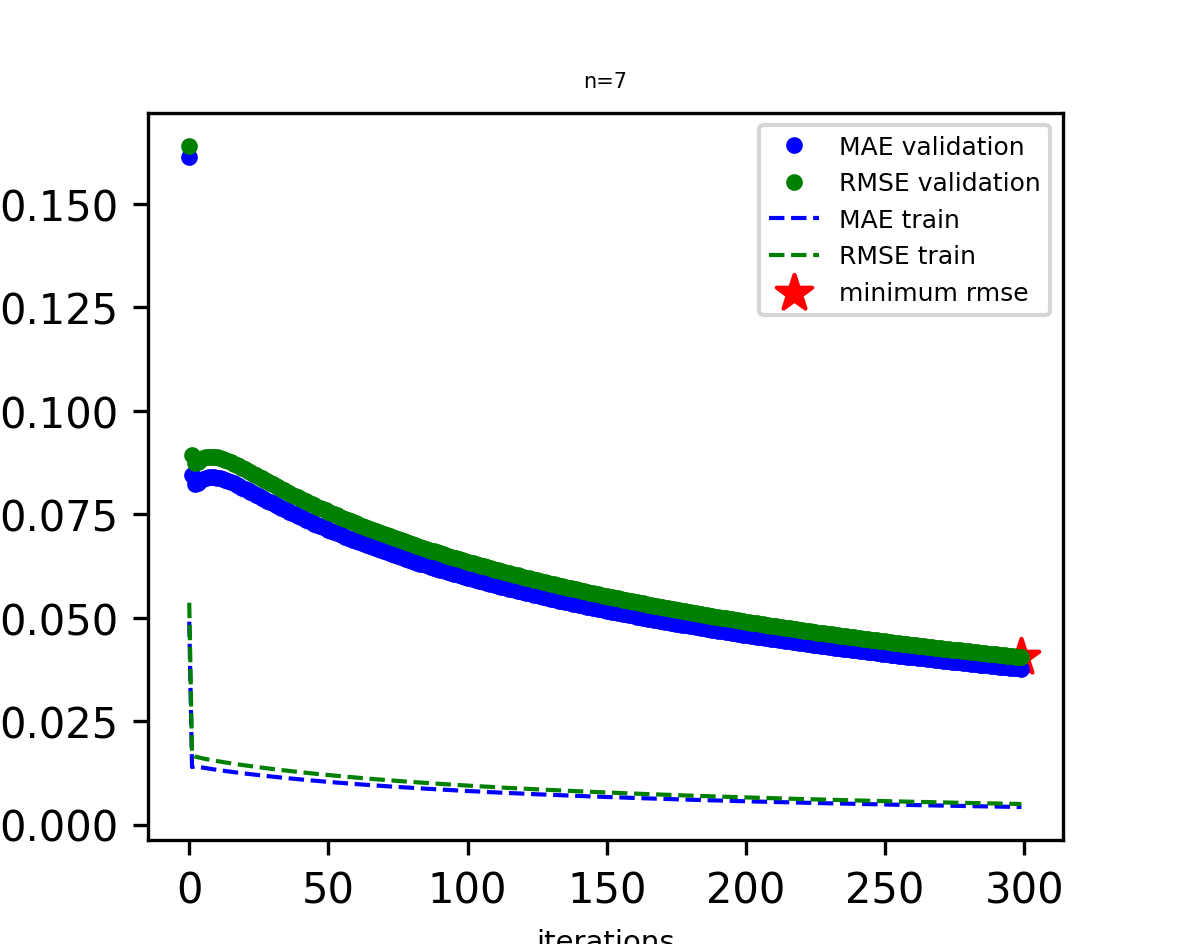 n=7
MAE validation
RMSE validation
MAE train
RMSE train
minimum rmse
0.150
0.125
0.100
0.075
0.050
0.025
0.000
0 50 100 150 200 250 300
iterations